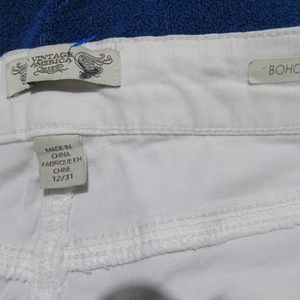 VINTAGE
AMERICA
BOHO
MADE IN
CHINA
FABRIQUE EN
CHINE
12/31